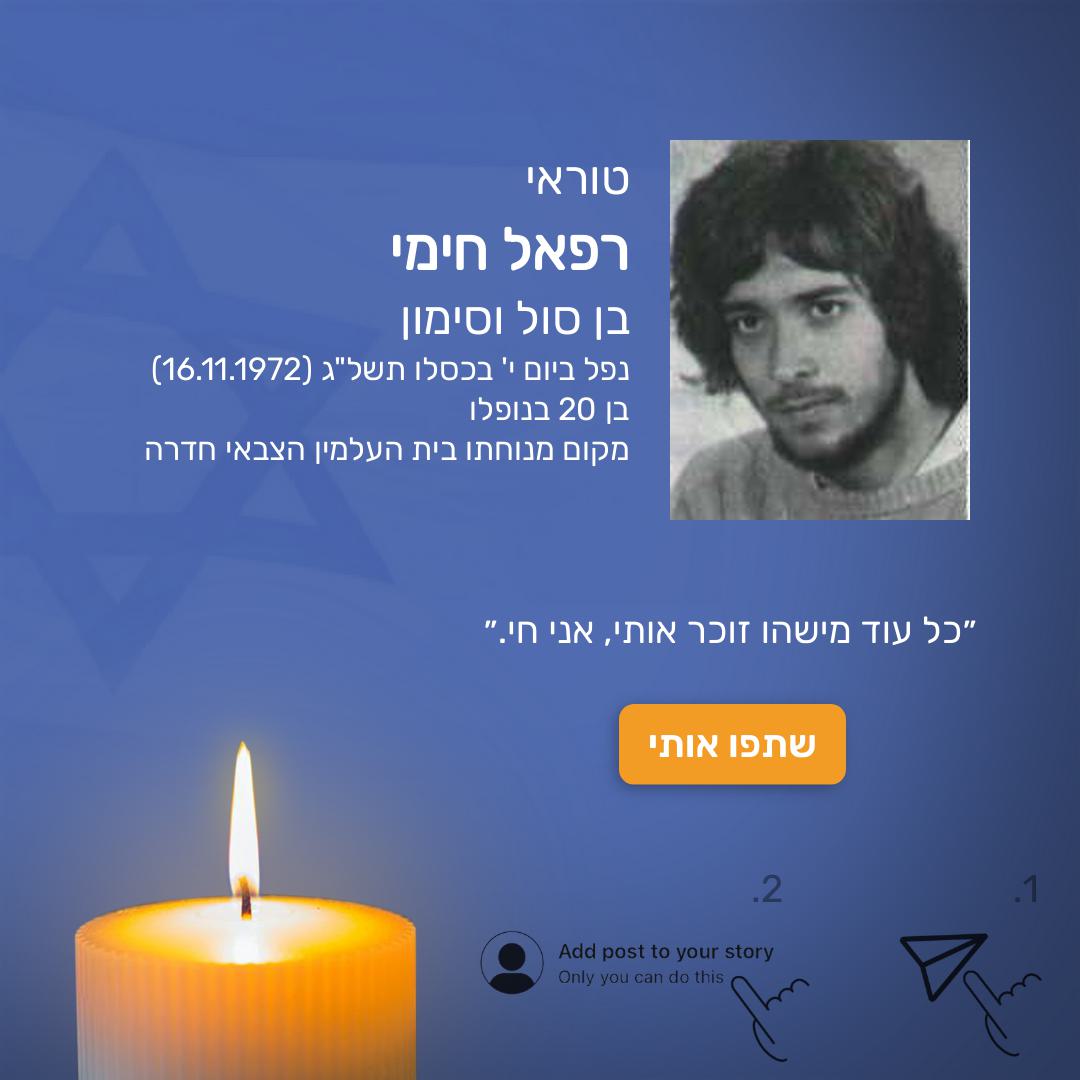 טוראי
רפאל חימי
בן סול וסימון
נפל ביום י' בכסלו תשל"ג (16.11.1972)
בן 20 בנופלו
מקום מנוחתו בית העלמין הצבאי חדרה
״כל עוד מישהו זוכר אותי, אני חי.״
שתפו אותי
1.
2.
Add post to your story
Only you can do this